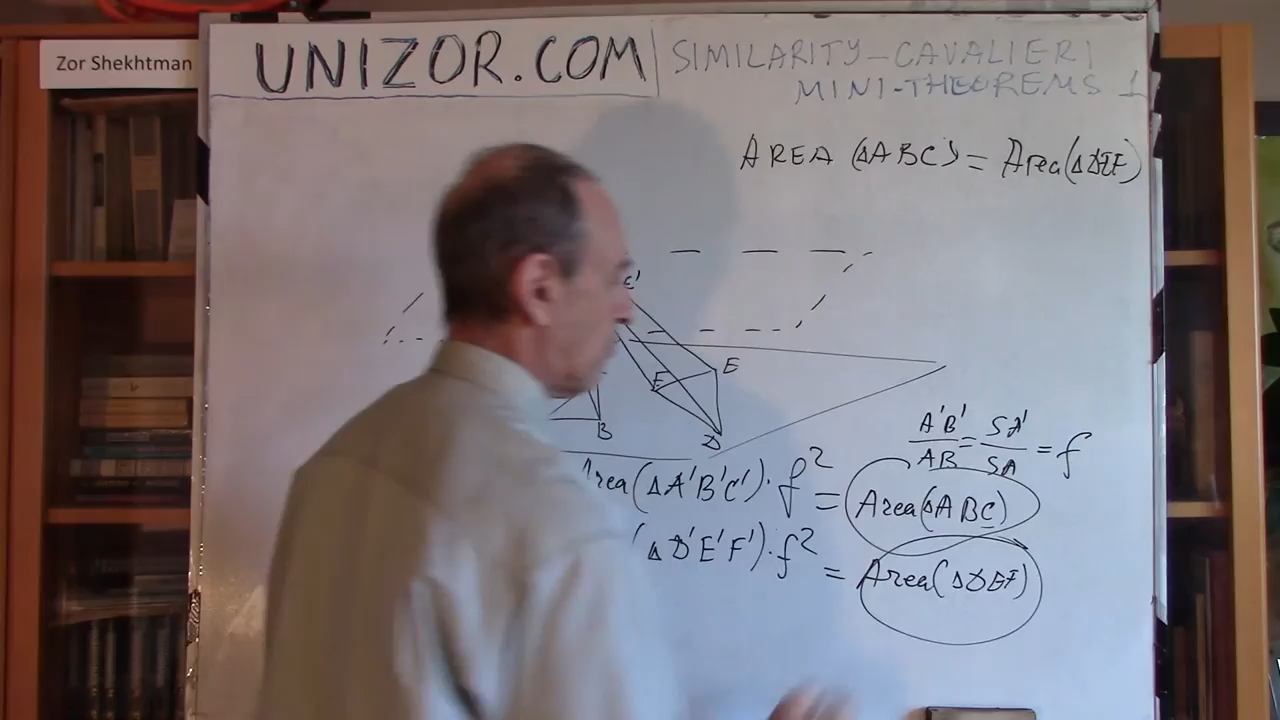 Zor Shekhtman
UNIZOR.COM
SIMILARITY-CAVALIERI
MINI-THEOREMS 1
AREA (ΔABC) = Area(ΔDEF)
C'
E
F
B
D
A'B'/AB = SA'/SA = f
Area(ΔA'B'C')·f² = Area(ΔABC)
(ΔD'E'F')·f² = Area(ΔDEF)